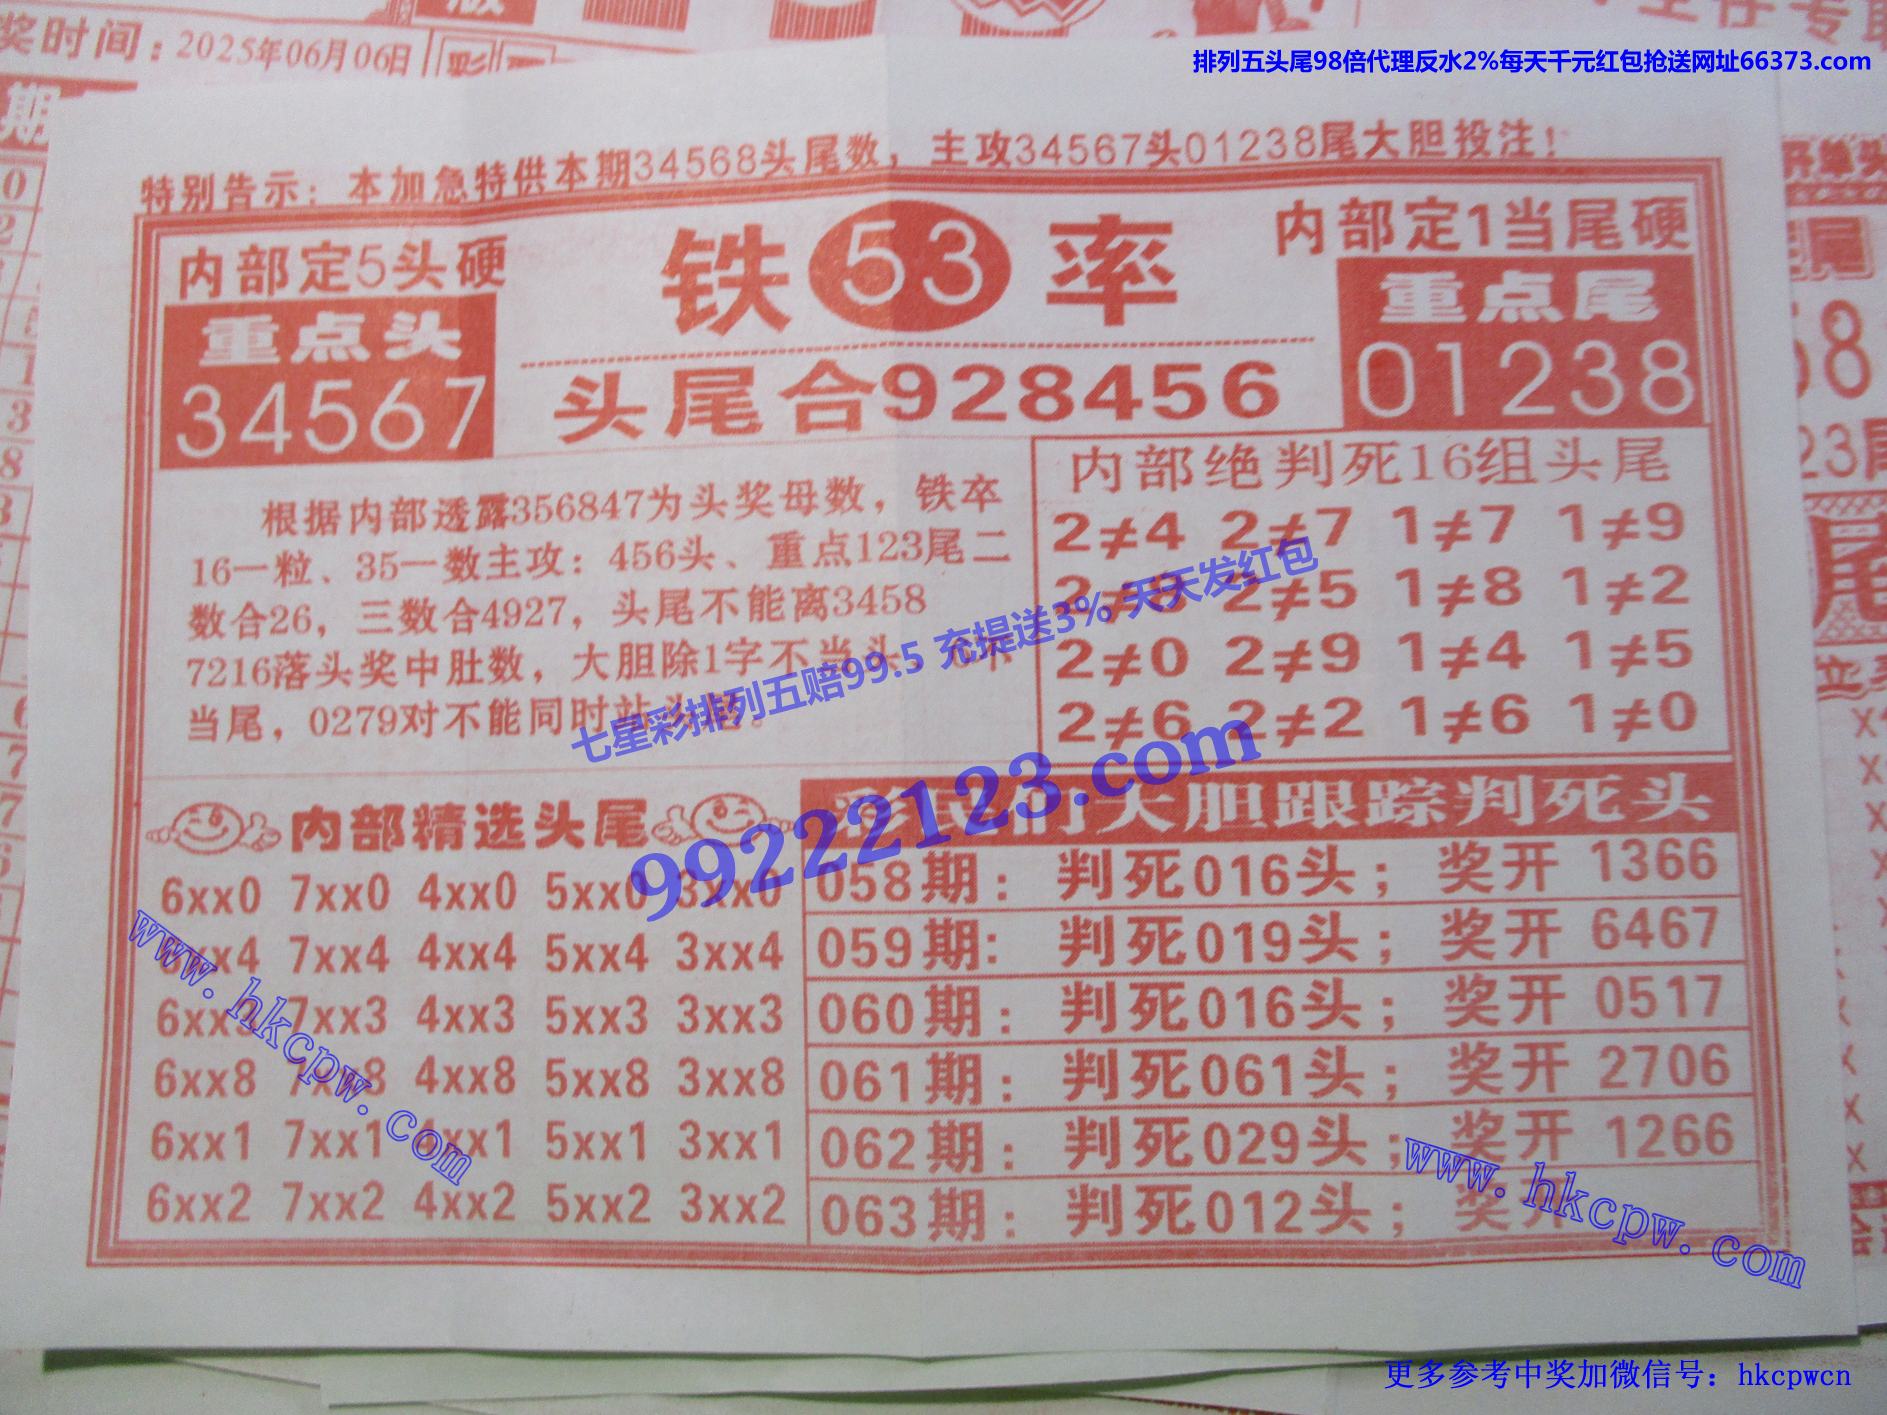 奖时间：2025年06月06日
排列五头尾98倍代理反水2%每天千元红包抢送网址66373.com
期
特别告示：本加急特供本期34568头尾数，主攻34567头01238尾大胆投注！
内部定5头硬
铁53率
内部定1当尾硬
重点头
34567
头尾合928456
重点尾
01238
根据内部透露356847为头奖母数，铁卒
16一粒、35一数主攻：456头、重点123尾二
数合26，三数合4927，头尾不能离3458
7216落头奖中肚数，大胆除1字不当头、
当尾，0279对不能同时站头
内部绝判死16组头尾
2≠4 2≠7 1≠7 1≠9
2≠ 2≠5 1≠8 1≠2
2≠0 2≠9 1≠4 1≠5
2≠6 2≠2 1≠6 1≠0
七星彩排列五赔99.5 充提送3% 天天发红包
99222123.com
内部精选头尾
6xx0 7xx0 4xx0 5xx0 3xx0
6xx4 7xx4 4xx4 5xx4 3xx4
6xx3 7xx3 4xx3 5xx3 3xx3
6xx8 7xx8 4xx8 5xx8 3xx8
6xx1 7xx1 4xx1 5xx1 3xx1
6xx2 7xx2 4xx2 5xx2 3xx2
彩民们大胆跟踪判死头
058期：判死016头；奖开 1366
059期：判死019头；奖开 6467
060期：判死016头；奖开 0517
061期：判死061头；奖开 2706
062期：判死029头；奖开 1266
063期：判死012头；奖开
www.hkcpw.com
www.hkcpw.com
更多参考中奖加微信号：hkcpwcn